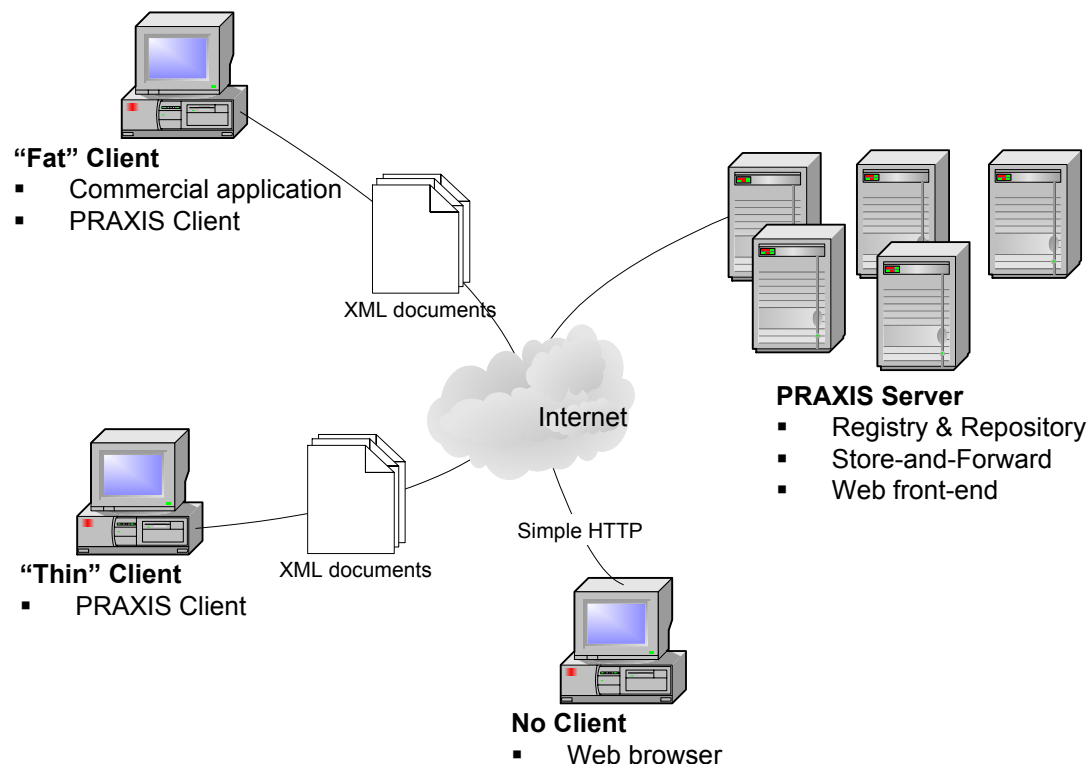 “Fat” Client
▪ Commercial application
▪ PRAXIS Client
XML documents
Internet
PRAXIS Server
▪ Registry & Repository
▪ Store-and-Forward
▪ Web front-end
“Thin” Client
▪ PRAXIS Client
XML documents
Simple HTTP
No Client
▪ Web browser